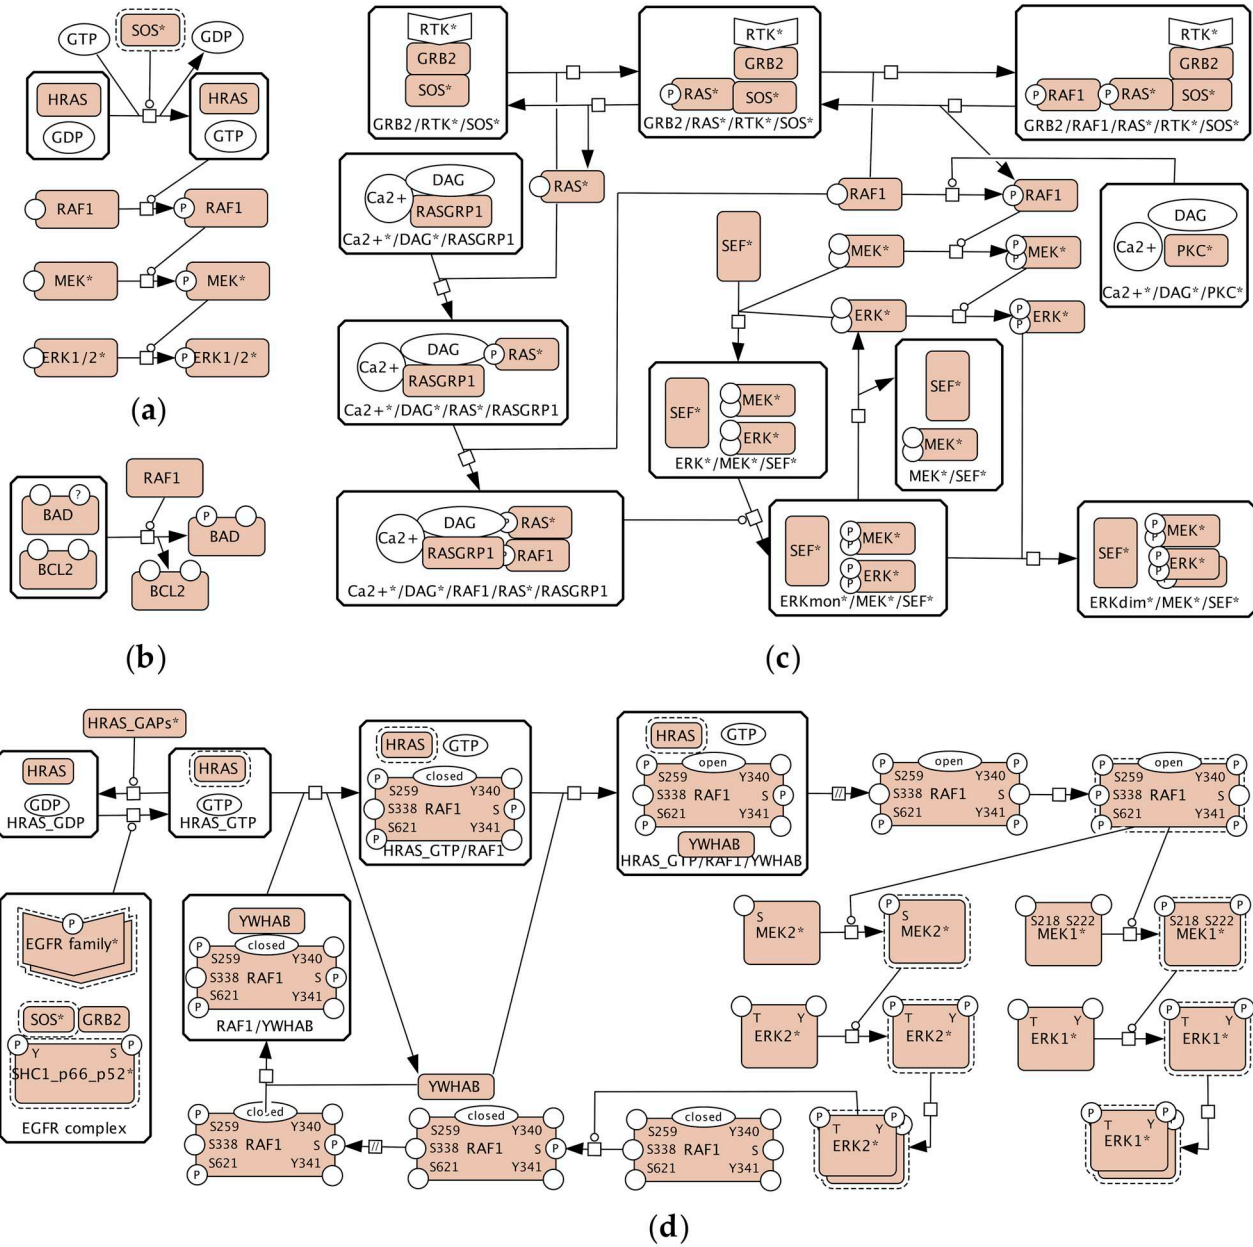 SOS*
GTP
GDP
HRAS
GDP
HRAS
GTP
RAF1
P
RAF1
MEK*
P
MEK*
ERK1/2*
P
ERK1/2*
(a)
?
BAD
BCL2
RAF1
P
BAD
BCL2
(b)
RTK*
GRB2
SOS*
GRB2/RTK*/SOS*
RTK*
GRB2
P
RAS*
SOS*
GRB2/RAS*/RTK*/SOS*
RTK*
GRB2
P
RAF1
P
RAS*
SOS*
GRB2/RAF1/RAS*/RTK*/SOS*
DAG
Ca2+
RASGRP1
Ca2+*/DAG*/RASGRP1
RAS*
RAF1
P
RAF1
DAG
Ca2+
PKC*
Ca2+*/DAG*/PKC*
SEF*
MEK*
P
P
MEK*
ERK*
P
P
ERK*
DAG
P
RAS*
Ca2+
RASGRP1
Ca2+*/DAG*/RAS*/RASGRP1
SEF*
MEK*
ERK*
ERK*/MEK*/SEF*
SEF*
MEK*
MEK*/SEF*
DAG
P
RAS*
Ca2+
RASGRP1
P
RAF1
Ca2+*/DAG*/RAF1/RAS*/RASGRP1
SEF*
P
P
MEK*
P
P
ERK*
ERKmon*/MEK*/SEF*
SEF*
P
P
MEK*
P
P
ERK*
P
ERKdim*/MEK*/SEF*
(c)
HRAS_GAPs*
HRAS
GDP
HRAS_GDP
HRAS
GTP
HRAS_GTP
HRAS
GTP
P
closed
S259
Y340
S338
RAF1
S
P
P
S621
Y341
HRAS_GTP/RAF1
HRAS
GTP
P
open
S259
Y340
S338
RAF1
S
P
P
S621
Y341
YWHAB
HRAS_GTP/RAF1/YWHAB
//
P
open
P
S259
Y340
S338
RAF1
S
P
S621
Y341
P
P
open
P
S259
Y340
P
S338
RAF1
S
P
S621
Y341
P
P
EGFR family*
SOS*
GRB2
P
P
Y
S
SHC1_p66_p52*
EGFR complex
YWHAB
P
closed
S259
Y340
S338
RAF1
S
P
P
S621
Y341
RAF1/YWHAB
S
MEK2*
P
S
MEK2*
S218 S222
MEK1*
P
P
S218 S222
MEK1*
T
Y
ERK2*
P
P
T
Y
ERK2*
T
Y
ERK1*
P
P
T
Y
ERK1*
YWHAB
P
closed
S259
Y340
S338
RAF1
S
P
P
S621
Y341
//
closed
S259
Y340
S338
RAF1
S
P
S621
Y341
closed
S259
Y340
S338
RAF1
S
S621
Y341
P
P
P
T
Y
ERK2*
P
P
P
T
Y
ERK1*
(d)